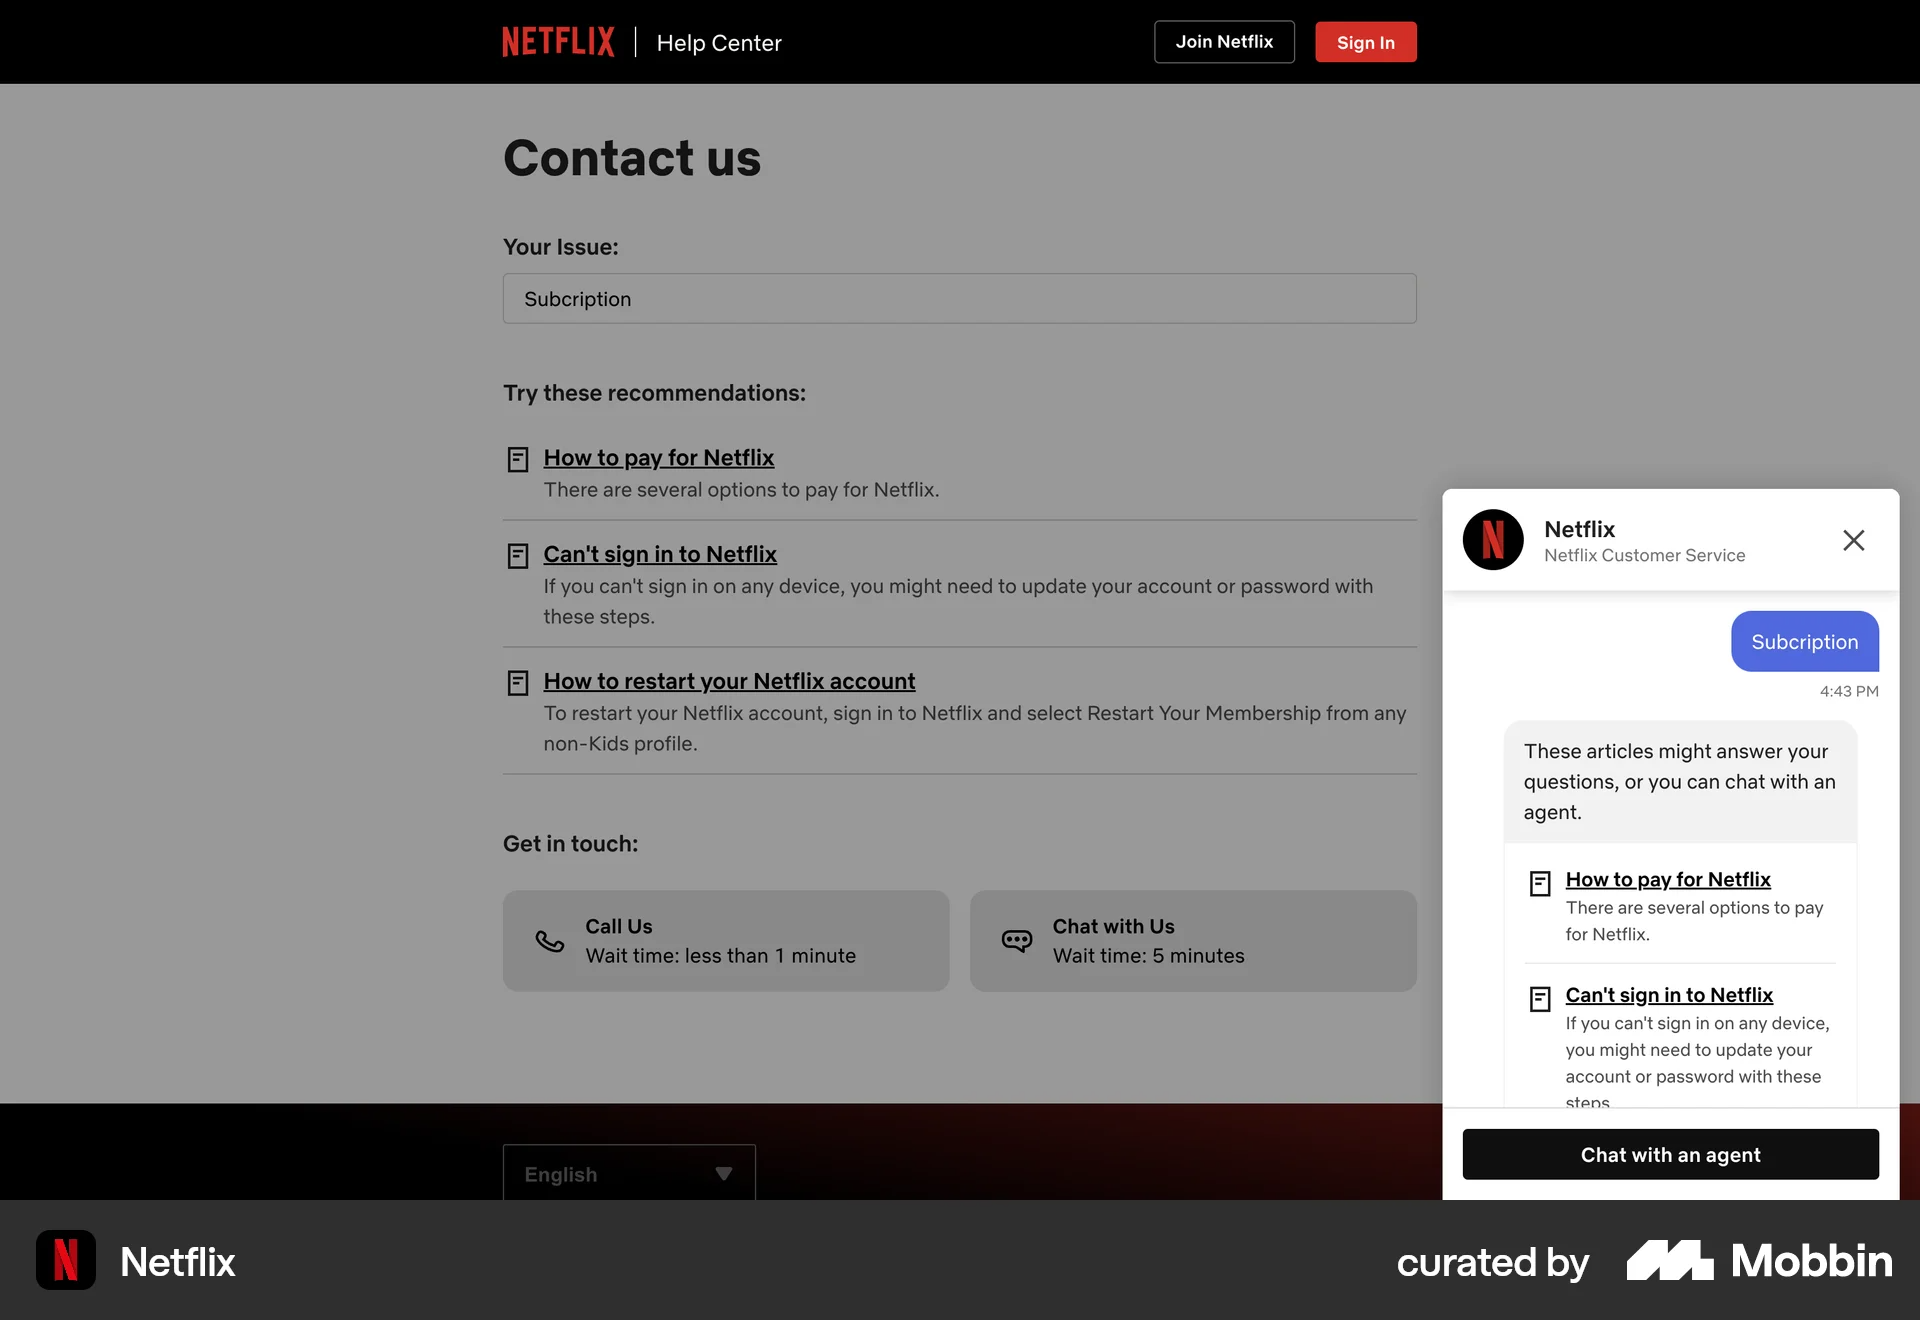 NETFLIX
Help Center
Join Netflix
Sign In
Contact us
Your Issue:
Subcription
Try these recommendations:
How to pay for Netflix
There are several options to pay for Netflix.
Can't sign in to Netflix
If you can't sign in on any device, you might need to update your account or password with
these steps.
How to restart your Netflix account
To restart your Netflix account, sign in to Netflix and select Restart Your Membership from any
non-Kids profile.
Get in touch:
Call Us
Wait time: less than 1 minute
Chat with Us
Wait time: 5 minutes
English
Netflix
Netflix Customer Service
Subcription
4:43 PM
These articles might answer your
questions, or you can chat with an
agent.
How to pay for Netflix
There are several options to pay
for Netflix.
Can't sign in to Netflix
If you can't sign in on any device,
you might need to update your
account or password with these
steps.
Chat with an agent
Netflix
curated by
Mobbin